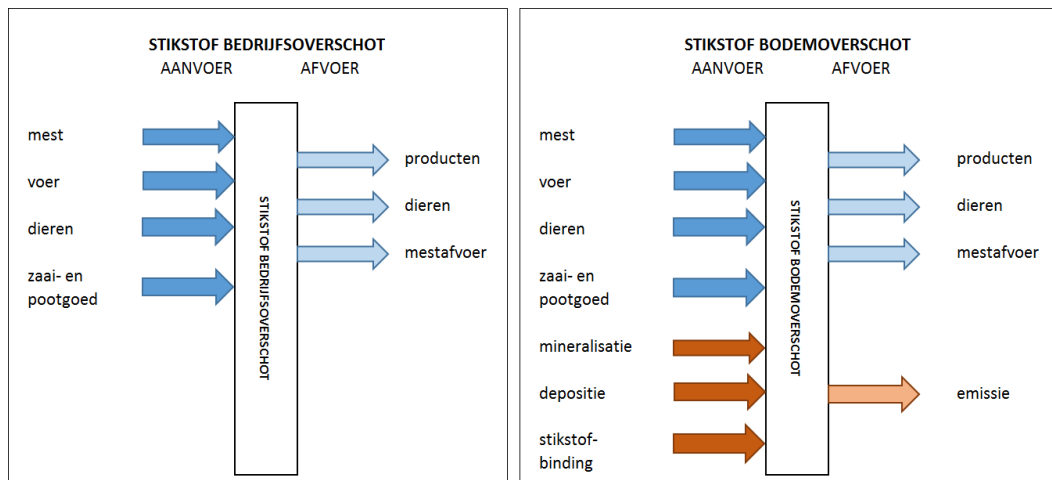 STIKSTOF BEDRIJFSOVERSCHOT
AANVOER AFVOER
mest
producten
voer
dieren
dieren
mestafvoer
zaai- en
pootgoed
STIKSTOF BEDRIJFSOVERSCHOT
STIKSTOF BODEMOVERSCHOT
AANVOER AFVOER
mest
producten
voer
dieren
dieren
mestafvoer
zaai- en
pootgoed
mineralisatie
depositie
emissie
stikstof-
binding
STIKSTOF BODEMOVERSCHOT